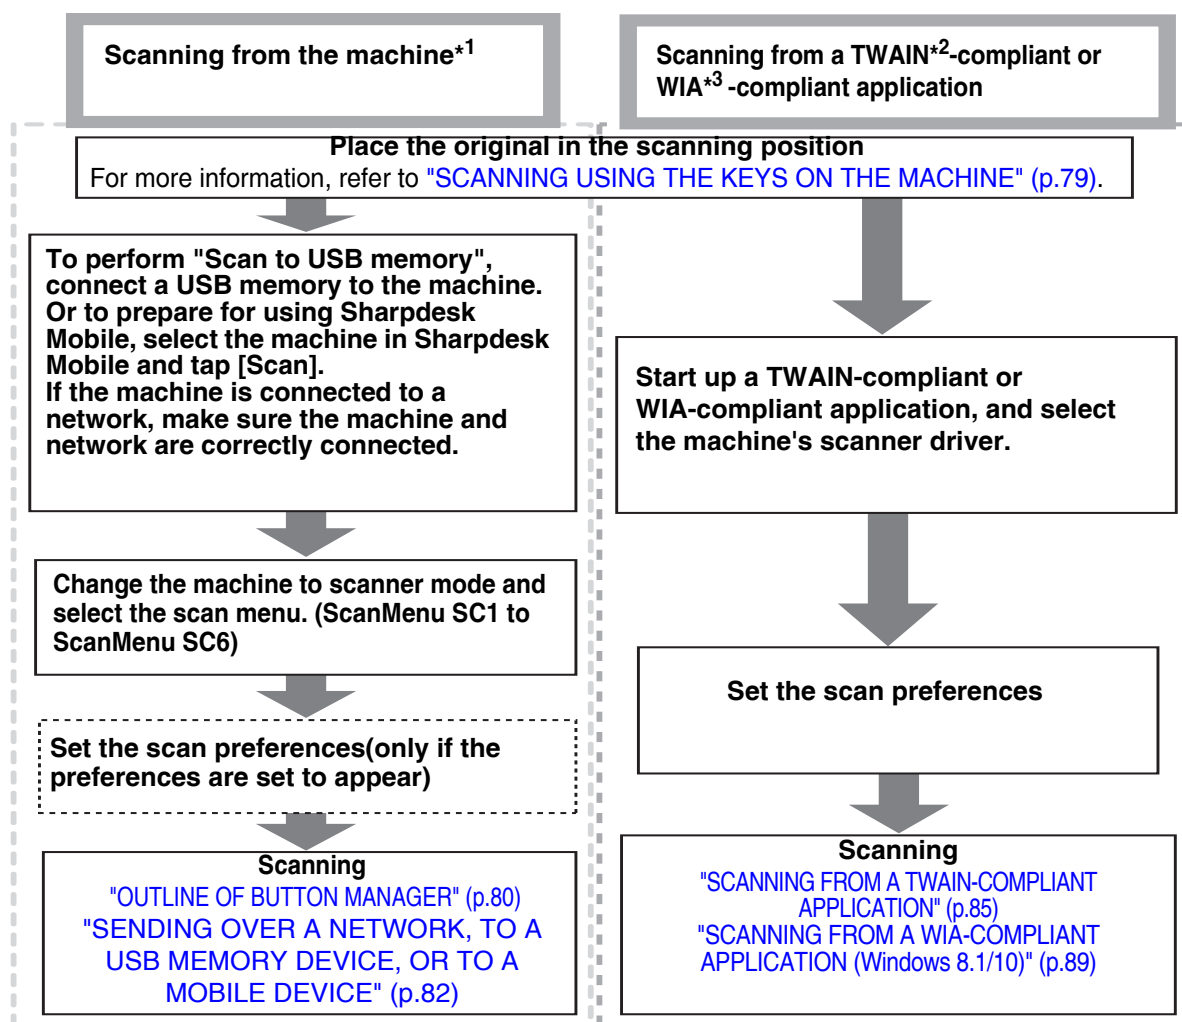 Scanning from the machine*1
Scanning from a TWAIN*2-compliant or
WIA*3 -compliant application
Place the original in the scanning position
For more information, refer to "SCANNING USING THE KEYS ON THE MACHINE" (p.79).
To perform "Scan to USB memory",
connect a USB memory to the machine.
Or to prepare for using Sharpdesk
Mobile, select the machine in Sharpdesk
Mobile and tap [Scan].
If the machine is connected to a
network, make sure the machine and
network are correctly connected.
Start up a TWAIN-compliant or
WIA-compliant application, and select
the machine's scanner driver.
Change the machine to scanner mode and
select the scan menu. (ScanMenu SC1 to
ScanMenu SC6)
Set the scan preferences
Set the scan preferences(only if the
preferences are set to appear)
Scanning
"OUTLINE OF BUTTON MANAGER" (p.80)
"SENDING OVER A NETWORK, TO A
USB MEMORY DEVICE, OR TO A
MOBILE DEVICE" (p.82)
Scanning
"SCANNING FROM A TWAIN-COMPLIANT
APPLICATION" (p.85)
"SCANNING FROM A WIA-COMPLIANT
APPLICATION (Windows 8.1/10)" (p.89)